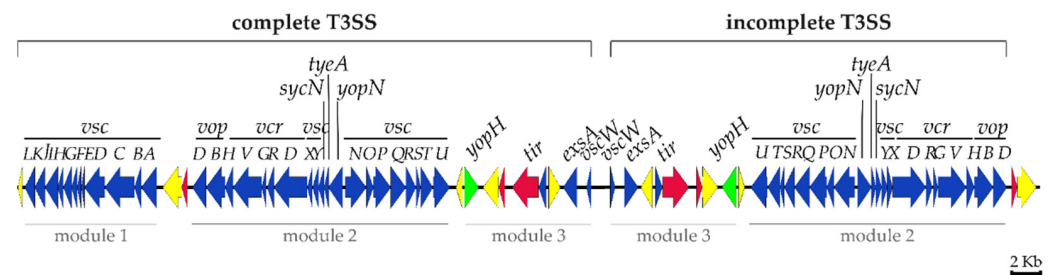 complete T3SS incomplete T3SS
tyeA tyeA
sycN yopN yopN sycN
vsc vop vcr vsc vsc yopH tir exsA vscW vscW exsA tir yopH vsc vsc vcr vop
LKJIHGFED C BA D BH V GR D XY NOP QRST U U TSRQ PON YX D RG V HB D
module 1 module 2 module 3 module 3 module 2
2 Kb